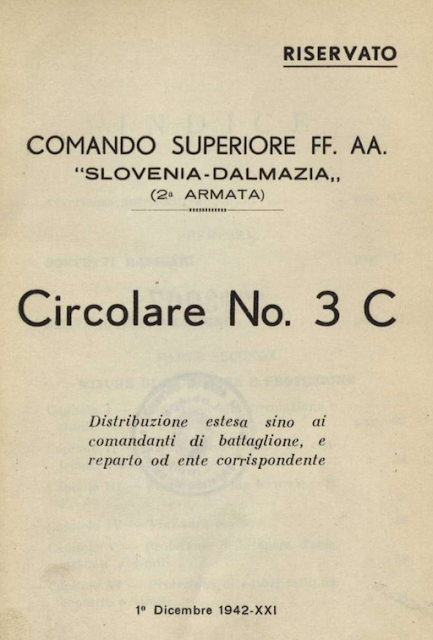 RISERVATO
COMANDO SUPERIORE FF. AA.
"SLOVENIA-DALMAZIA„
(2ª ARMATA)
Circolare No. 3 C
Distribuzione estesa sino ai
comandanti di battaglione, e
reparto od ente corrispondente
1º Dicembre 1942-XXI